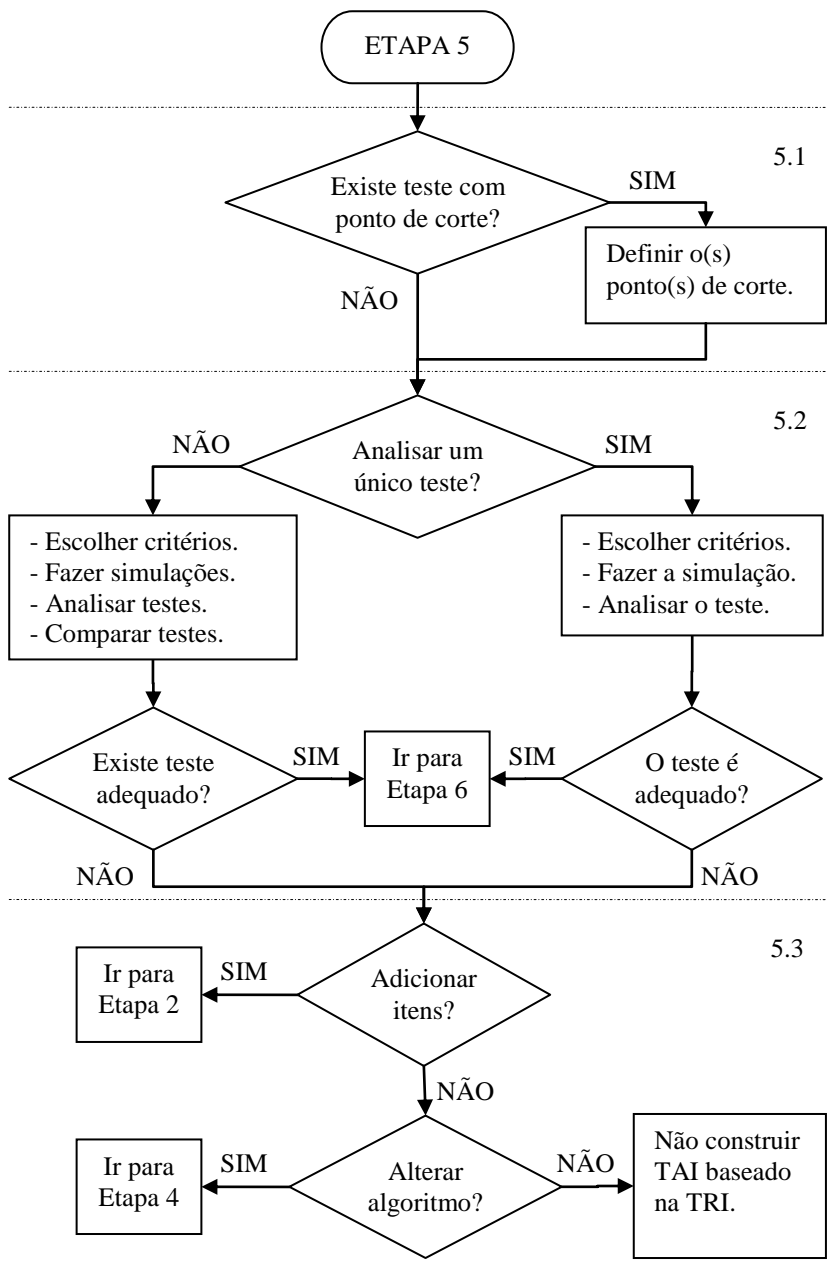 ETAPA 5
5.1
Existe teste com
ponto de corte?
SIM
Definir o(s)
ponto(s) de corte.
NÃO
5.2
Analisar um
único teste?
NÃO
SIM
- Escolher critérios.
- Fazer simulações.
- Analisar testes.
- Comparar testes.
- Escolher critérios.
- Fazer a simulação.
- Analisar o teste.
Existe teste
adequado?
SIM
Ir para
Etapa 6
SIM
O teste é
adequado?
NÃO
NÃO
5.3
Ir para
Etapa 2
SIM
Adicionar
itens?
NÃO
Ir para
Etapa 4
SIM
Alterar
algoritmo?
NÃO
Não construir
TAI baseado
na TRI.